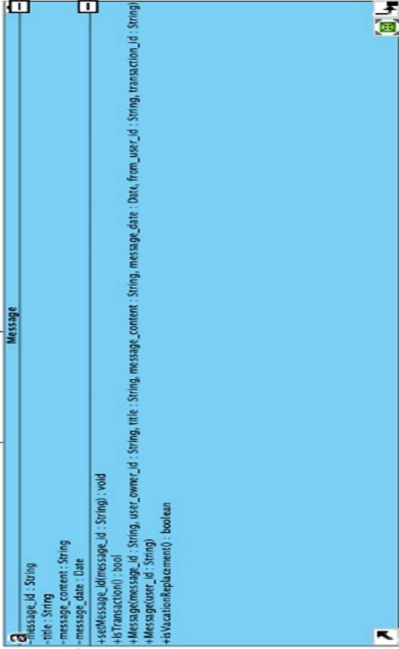 Message
-message_id : String
-title : String
-message_content : String
-message_date : Date
+setMessage_id(message_id : String) : void
+isTransaction() : bool
+Message(message_id : String, user_owner_id : String, title : String, message_content : String, message_date : Date, from_user_id : String, transaction_id : String)
+Message(user_id : String)
+isVacationReplacement() : boolean